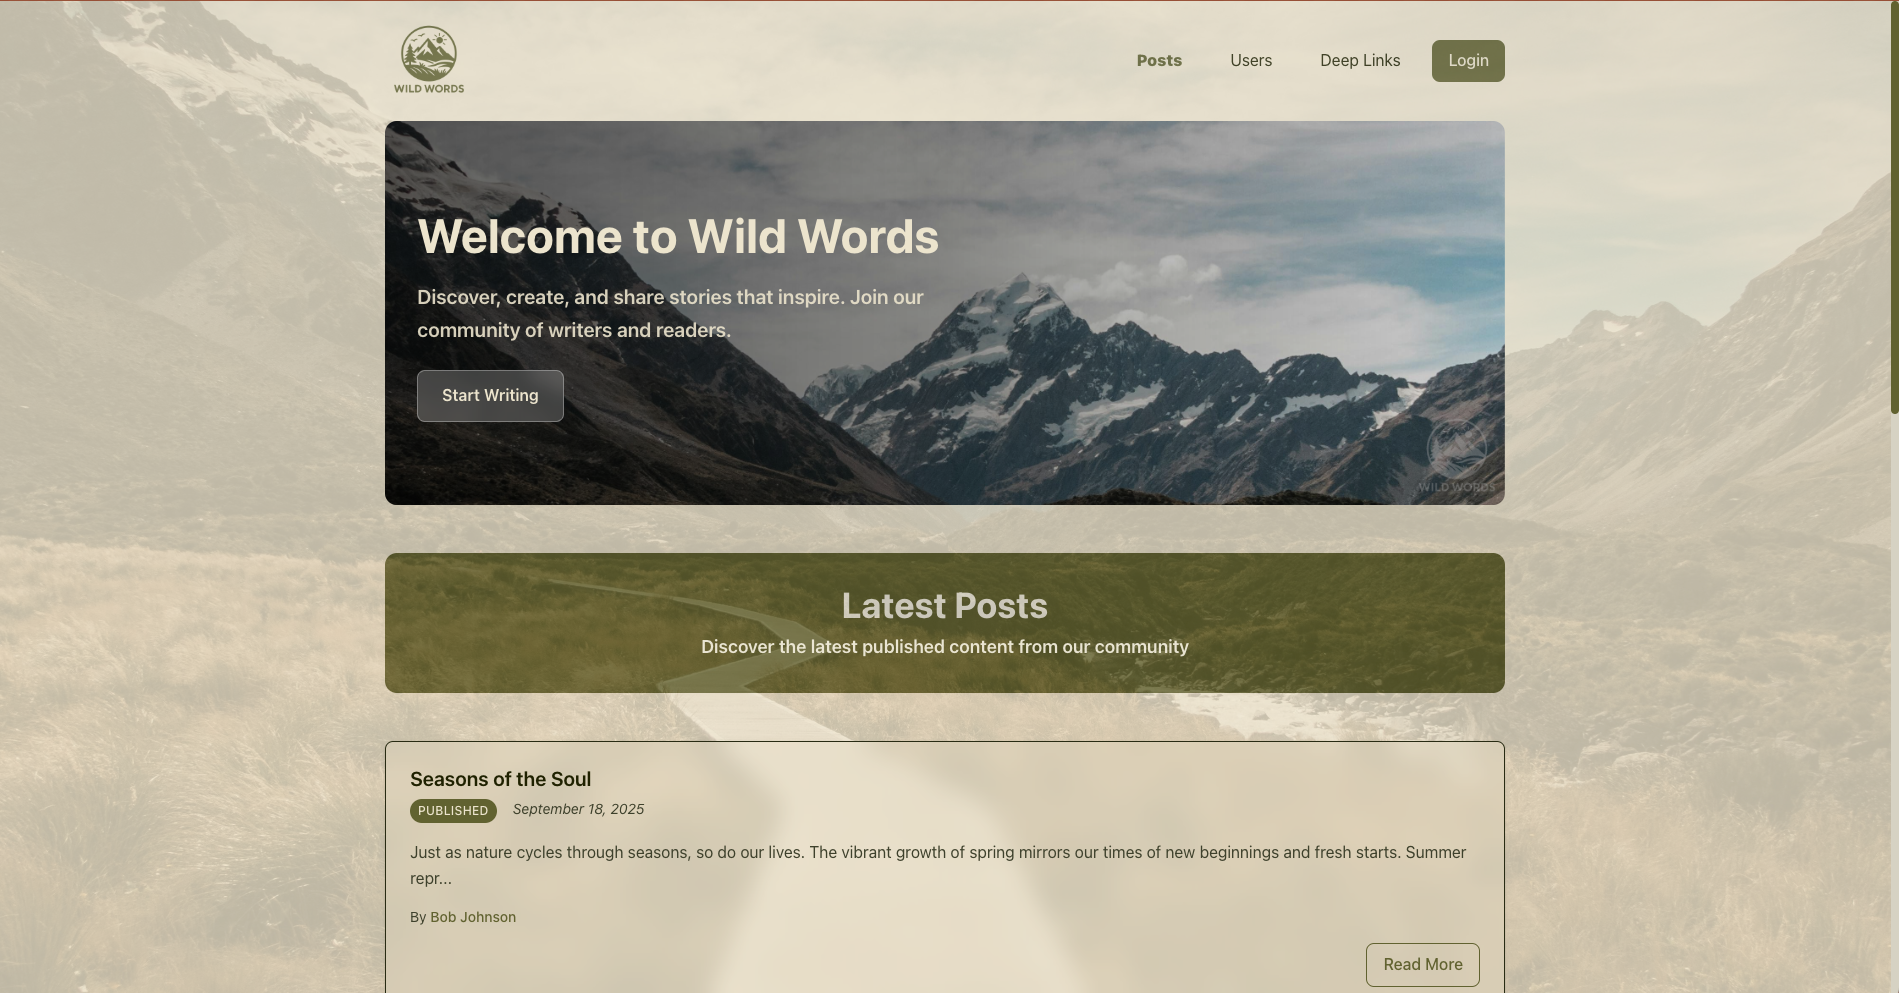 WILD WORDS
Posts
Users
Deep Links
Login
Welcome to Wild Words
Discover, create, and share stories that inspire. Join our
community of writers and readers.
Start Writing
WILD WORDS
Latest Posts
Discover the latest published content from our community
Seasons of the Soul
PUBLISHED
September 18, 2025
Just as nature cycles through seasons, so do our lives. The vibrant growth of spring mirrors our times of new beginnings and fresh starts. Summer
repr...
By Bob Johnson
Read More